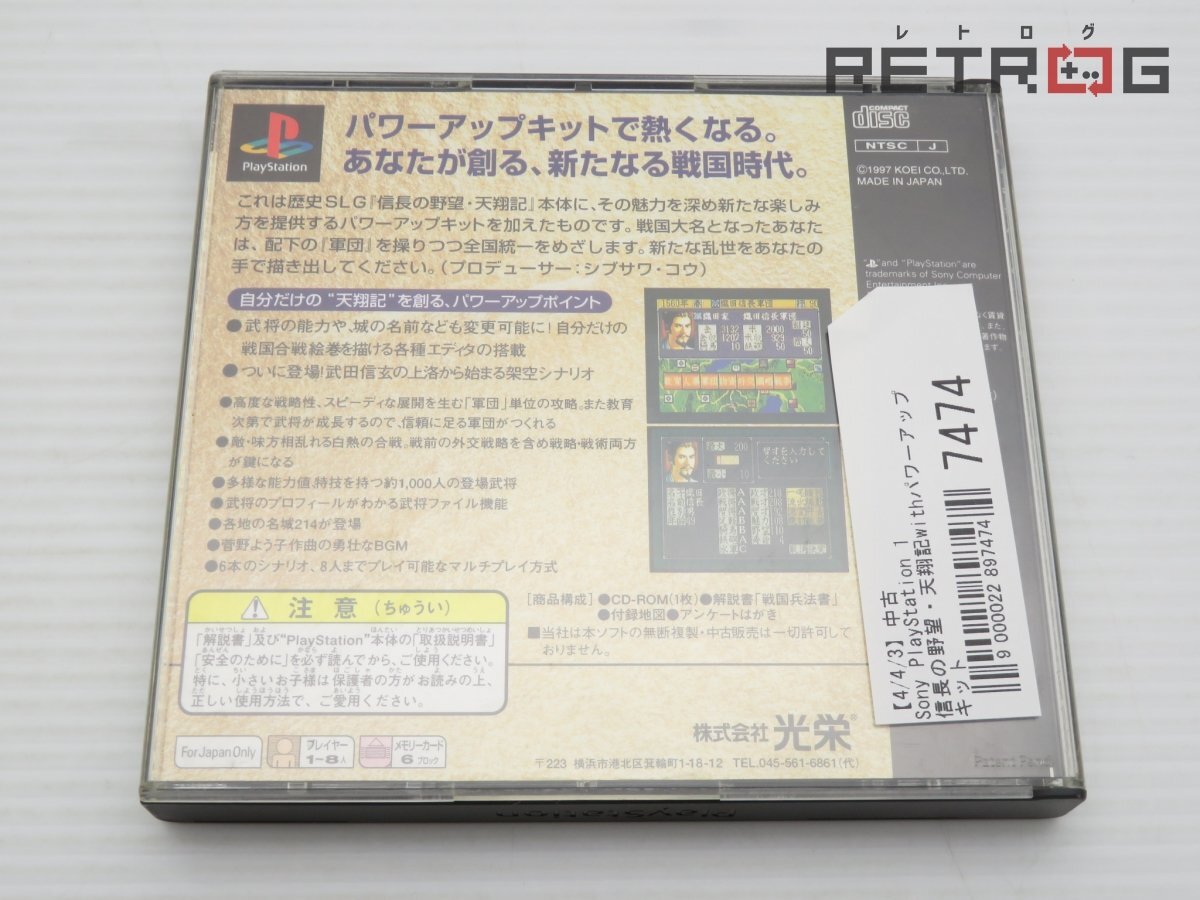 レトログ
RETROG
PlayStation
パワーアップキットで熱くなる。
あなたが創る、新たなる戦国時代。
これは歴史SLG『信長の野望・天翔記』本体に、その魅力を深め新たな楽しみ
方を提供するパワーアップキットを加えたものです。戦国大名となったあなた
は、配下の『軍団』を操りつつ全国統一をめざします。新たな乱世をあなたの
手で描き出してください。(プロデューサー:シブサワ・コウ)
自分だけの“天翔記”を創る、パワーアップポイント
●武将の能力や、城の名前なども変更可能に!自分だけの
戦国合戦絵巻を描ける各種エディタの搭載
●ついに登場!武田信玄の上洛から始まる架空シナリオ
●高度な戦略性、スピーディな展開を生む「軍団」単位の攻略。また教育
次第で武将が成長するので、信頼に足る軍団がつくれる
●敵・味方相乱れる白熱の合戦。戦前の外交戦略を含め戦略・戦術両方
が鍵になる
●多様な能力値、特技を持つ約1,000人の登場武将
●武将のプロフィールがわかる武将ファイル機能
●各地の名城214が登場
●菅野よう子作曲の勇壮なBGM
●6本のシナリオ、8人までプレイ可能なマルチプレイ方式
注意(ちゅうい)
「解説書」及び“PlayStation”本体の「取扱説明書」
「安全のために」を必ず読んでから、ご使用ください。
特に、小さいお子様は保護者の方がお読みの上、
正しい使用方法で、ご愛用ください。
[商品構成]●CD-ROM(1枚)●解説書「戦国兵法書」
●付録地図●アンケートはがき
■当社は本ソフトの無断複製・中古販売は一切許可して
おりません。
For Japan Only
プレイヤー
1~8人
メモリーカード
6ブロック
株式会社光栄®
〒223 横浜市港北区箕輪町1-18-12 TEL.045-561-6861(代)
COMPACT
disc
NTSC J
©1997 KOEI CO.,LTD.
MADE IN JAPAN
" " and "PlayStation" are
trademarks of Sony Computer
【4/4/3】中古
Sony PlayStation 1
信長の野望・天翔記withパワーアップ
キット
74474
9 000022 897474
PlayStation